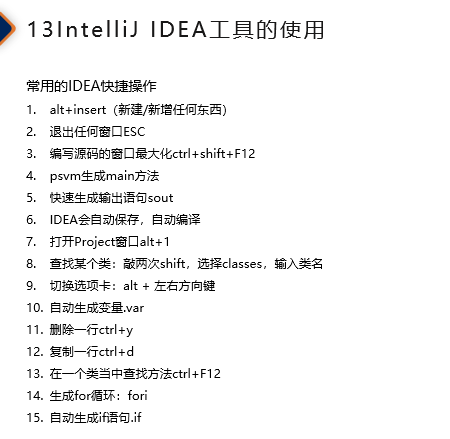 13IntelliJ IDEA工具的使用
常用的IDEA快捷操作
1. alt+insert（新建/新增任何东西）
2. 退出任何窗口ESC
3. 编写源码的窗口最大化ctrl+shift+F12
4. psvm生成main方法
5. 快速生成输出语句sout
6. IDEA会自动保存，自动编译
7. 打开Project窗口alt+1
8. 查找某个类：敲两次shift，选择classes，输入类名
9. 切换选项卡：alt + 左右方向键
10. 自动生成变量.var
11. 删除一行ctrl+y
12. 复制一行ctrl+d
13. 在一个类当中查找方法ctrl+F12
14. 生成for循环：fori
15. 自动生成if语句.if